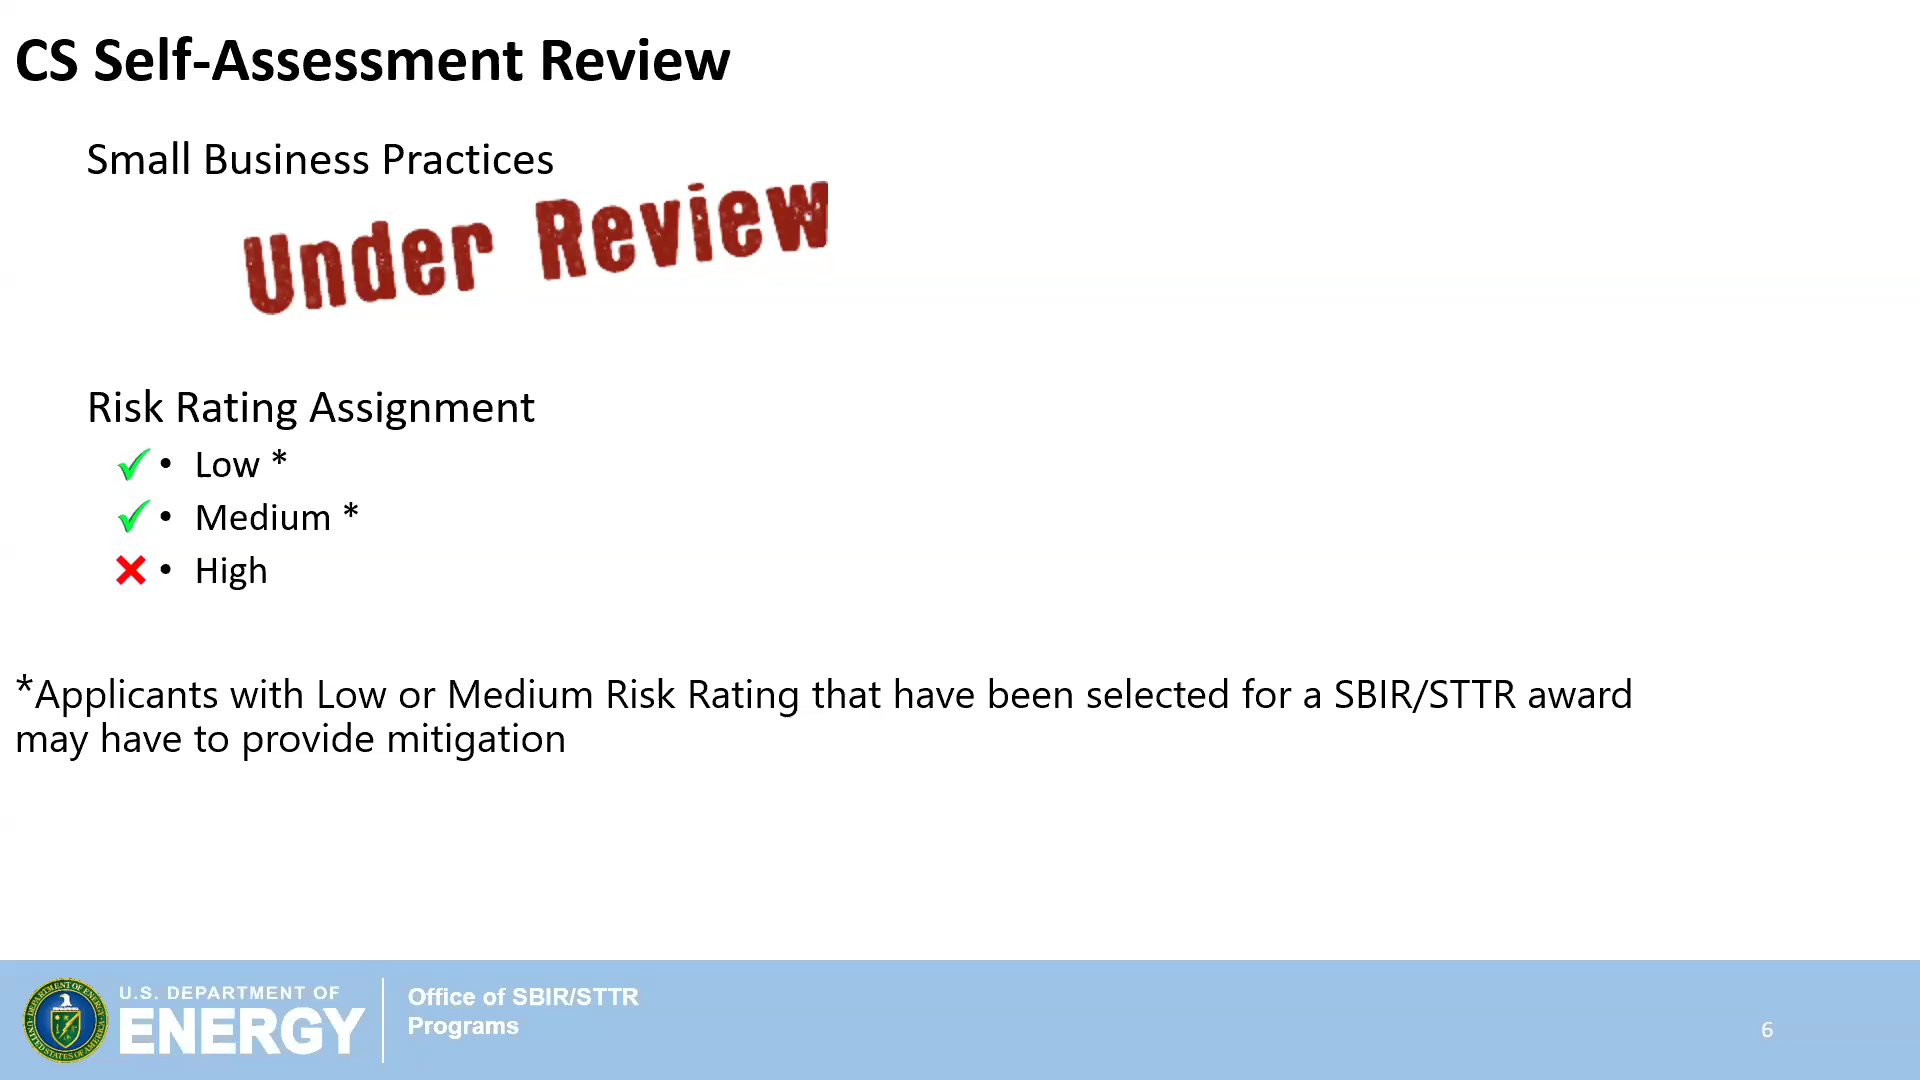 CS Self-Assessment Review
Small Business Practices
Under Review
Risk Rating Assignment
• Low *
• Medium *
• High
*Applicants with Low or Medium Risk Rating that have been selected for a SBIR/STTR award
may have to provide mitigation
U.S. DEPARTMENT OF
ENERGY
Office of SBIR/STTR
Programs
6